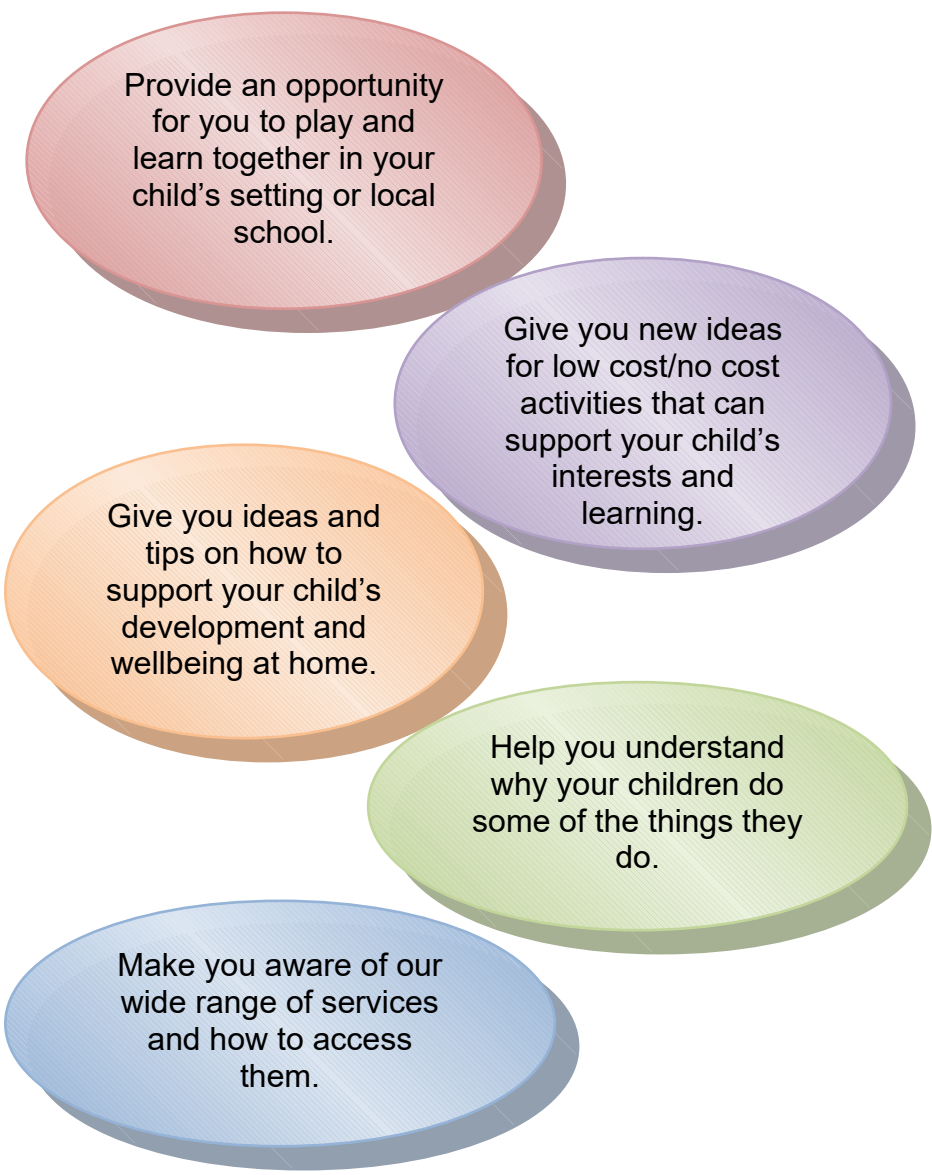 Provide an opportunity
for you to play and
learn together in your
child’s setting or local
school.
Give you new ideas
for low cost/no cost
activities that can
support your child’s
interests and
learning.
Give you ideas and
tips on how to
support your child’s
development and
wellbeing at home.
Help you understand
why your children do
some of the things they
do.
Make you aware of our
wide range of services
and how to access
them.